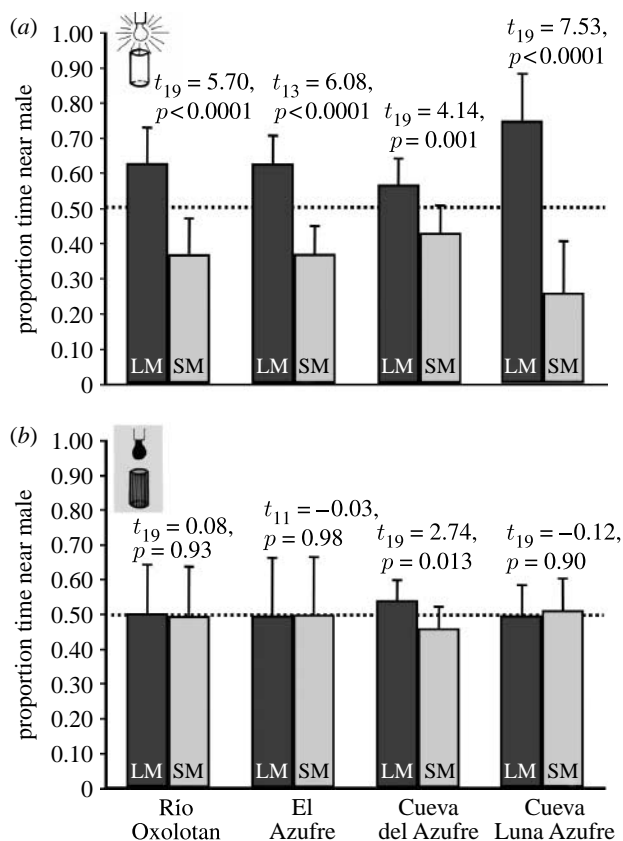 (a)
1.00
0.90
0.80
0.70
0.60
0.50
0.40
0.30
0.20
0.10
0
proportion time near male
t19 = 5.70,
p<0.0001
t13 = 6.08,
p<0.0001
t19 = 4.14,
p = 0.001
t19 = 7.53,
p<0.0001
LM SM LM SM LM SM LM SM
(b)
1.00
0.90
0.80
0.70
0.60
0.50
0.40
0.30
0.20
0.10
0
proportion time near male
t19 = 0.08,
p = 0.93
t11 = −0.03,
p = 0.98
t19 = 2.74,
p = 0.013
t19 = −0.12,
p = 0.90
LM SM LM SM LM SM LM SM
Río
Oxolotan
El
Azufre
Cueva
del Azufre
Cueva
Luna Azufre